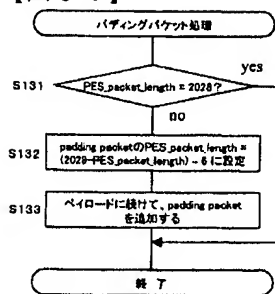 パディングパケット処理
S131
PES_packet_length = 2028?
yes
no
S132
padding packetのPES_packet_length =
(2028-PES_packet_length) - 6 に設定
S133
ペイロードに続けて、padding packet
を追加する
終 了